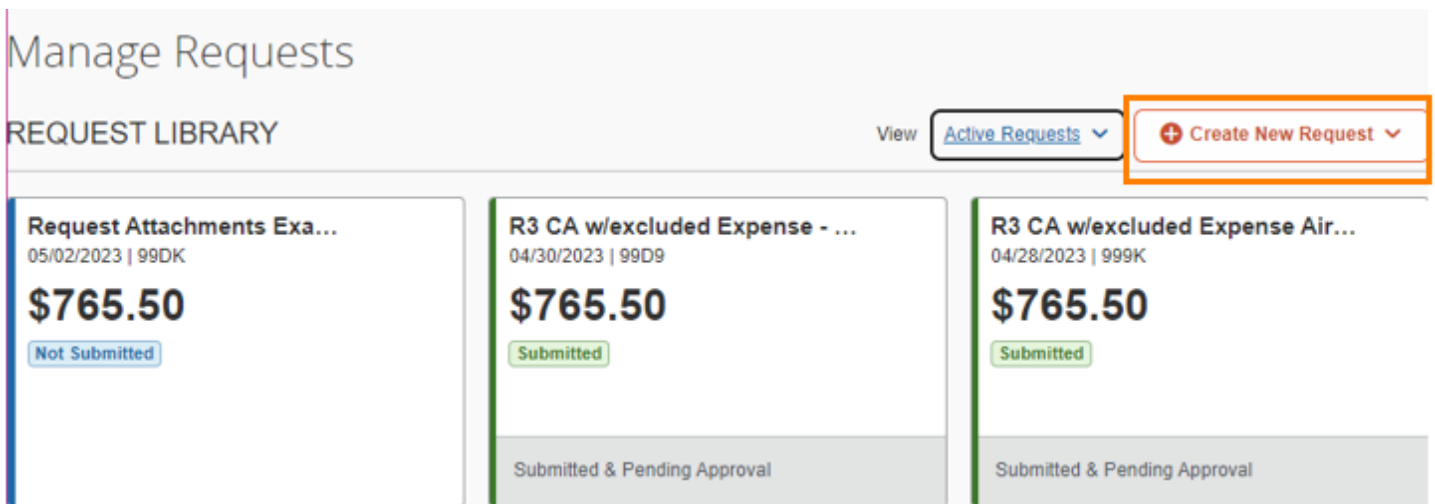 Manage Requests
REQUEST LIBRARY
View Active Requests
Create New Request
Request Attachments Exa...
05/02/2023 | 99DK
$765.50
Not Submitted
R3 CA w/excluded Expense - ...
04/30/2023 | 99D9
$765.50
Submitted
Submitted & Pending Approval
R3 CA w/excluded Expense Air...
04/28/2023 | 999K
$765.50
Submitted
Submitted & Pending Approval